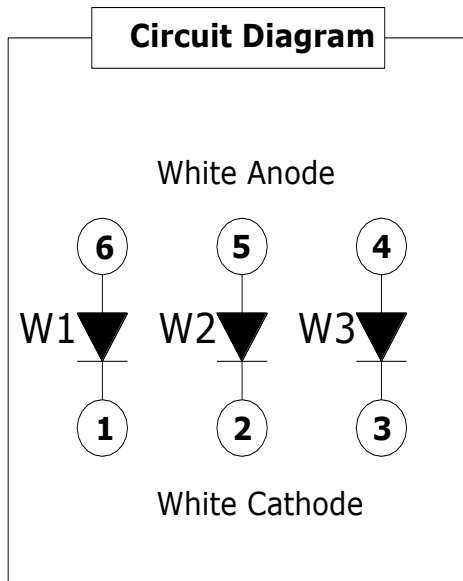 Circuit Diagram
White Anode
6 5 4
W1 W2 W3
1 2 3
White Cathode